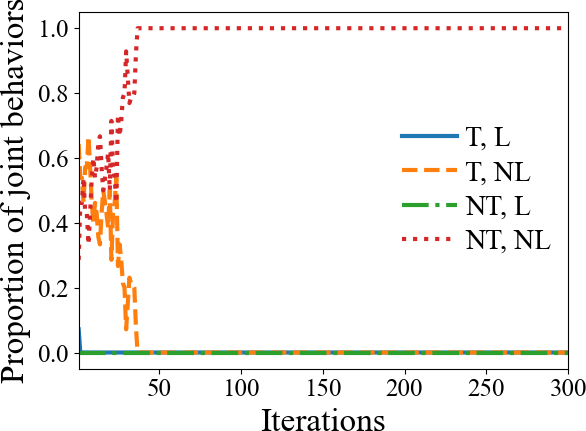 Proportion of joint behaviors
1.0
0.8
0.6
0.4
0.2
0.0
T, L
T, NL
NT, L
NT, NL
50 100 150 200 250 300
Iterations